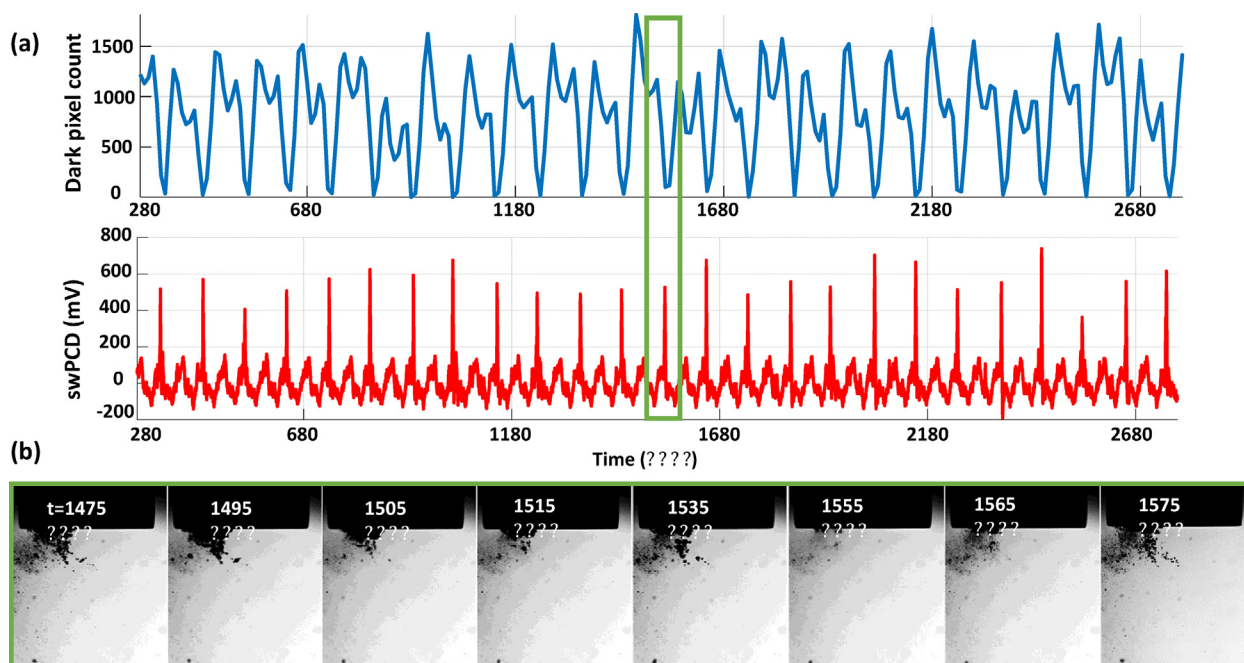 (a)
Dark pixel count
1500
1000
500
0
280 680 1180 1680 2180 2680
swPCD (mV)
800
600
400
200
0
-200
280 680 1180 1680 2180 2680
Time (????)
(b)
t=1475 1495 1505 1515 1535 1555 1565 1575
???? ???? ???? ???? ???? ???? ???? ????